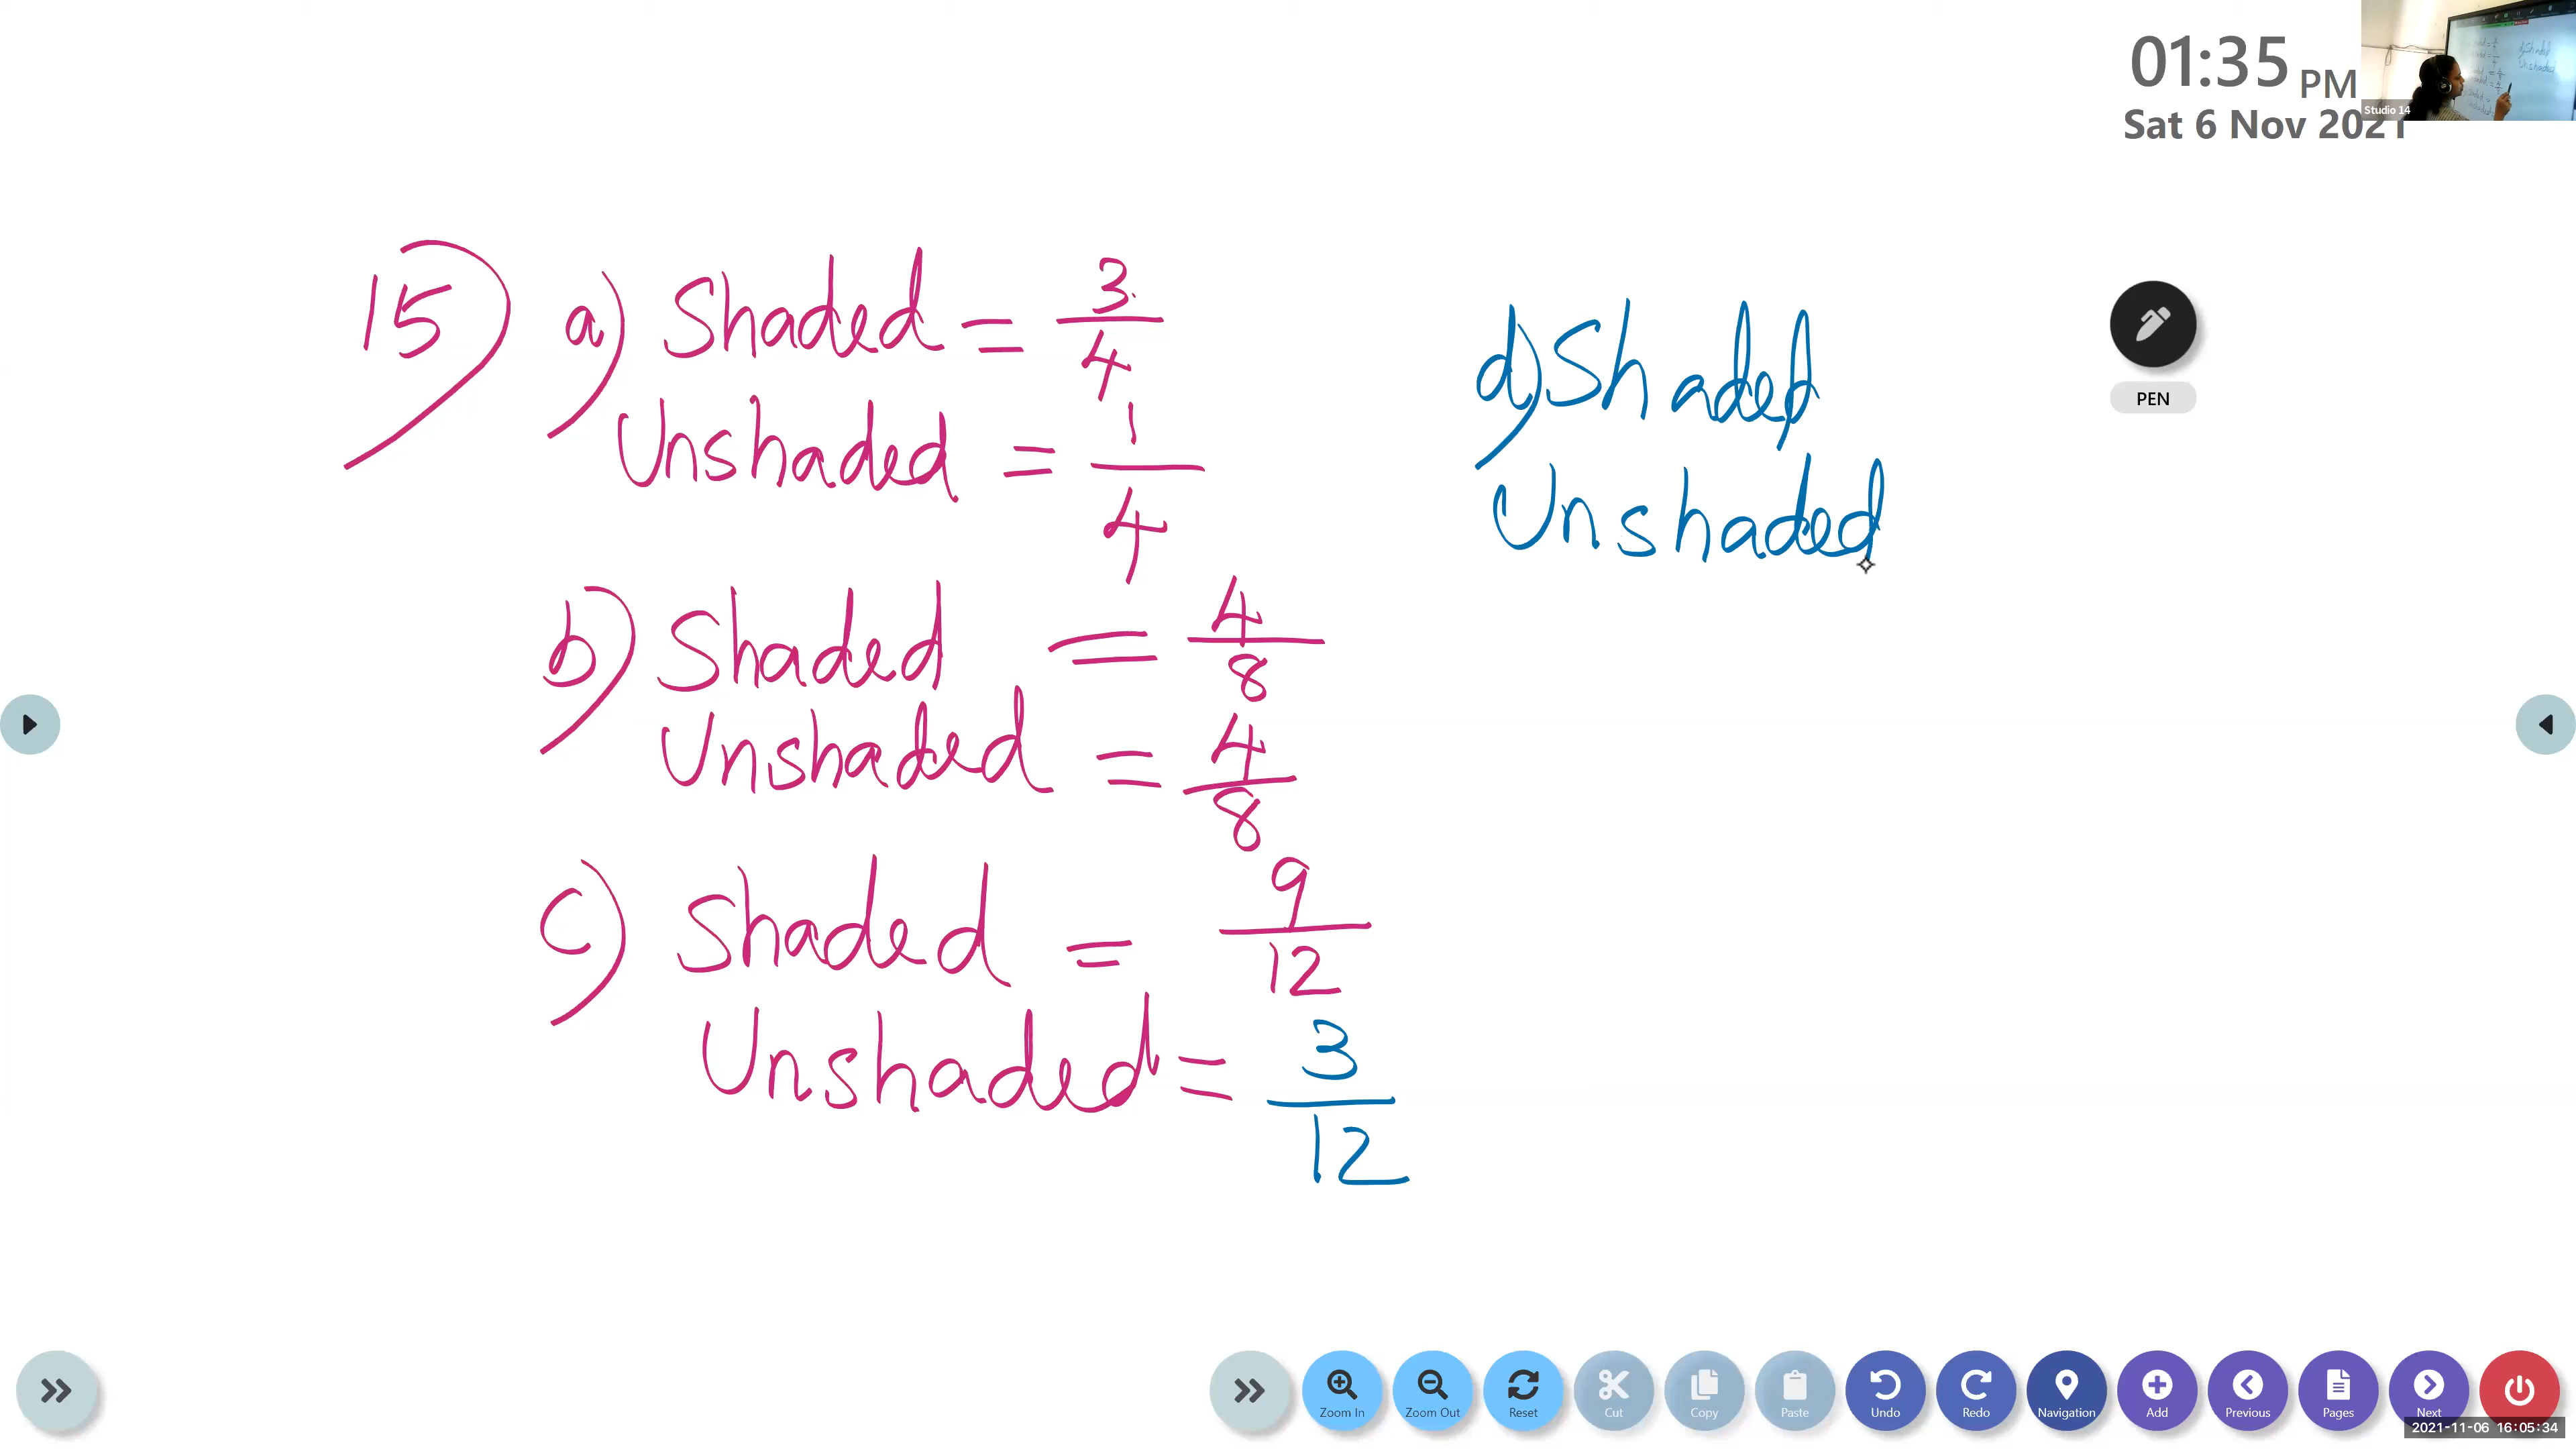 01:35 PM
Sat 6 Nov 2021
Studio 14
15) a) Shaded = 3/4
Unshaded = 1/4
b) Shaded = 4/8
Unshaded = 4/8
c) Shaded = 9/12
Unshaded = 3/12
d) Shaded
Unshaded
PEN
Zoom In
Zoom Out
Reset
Cut
Copy
Paste
Undo
Redo
Navigation
Add
Previous
Pages
Next
2021-11-06 16:05:34